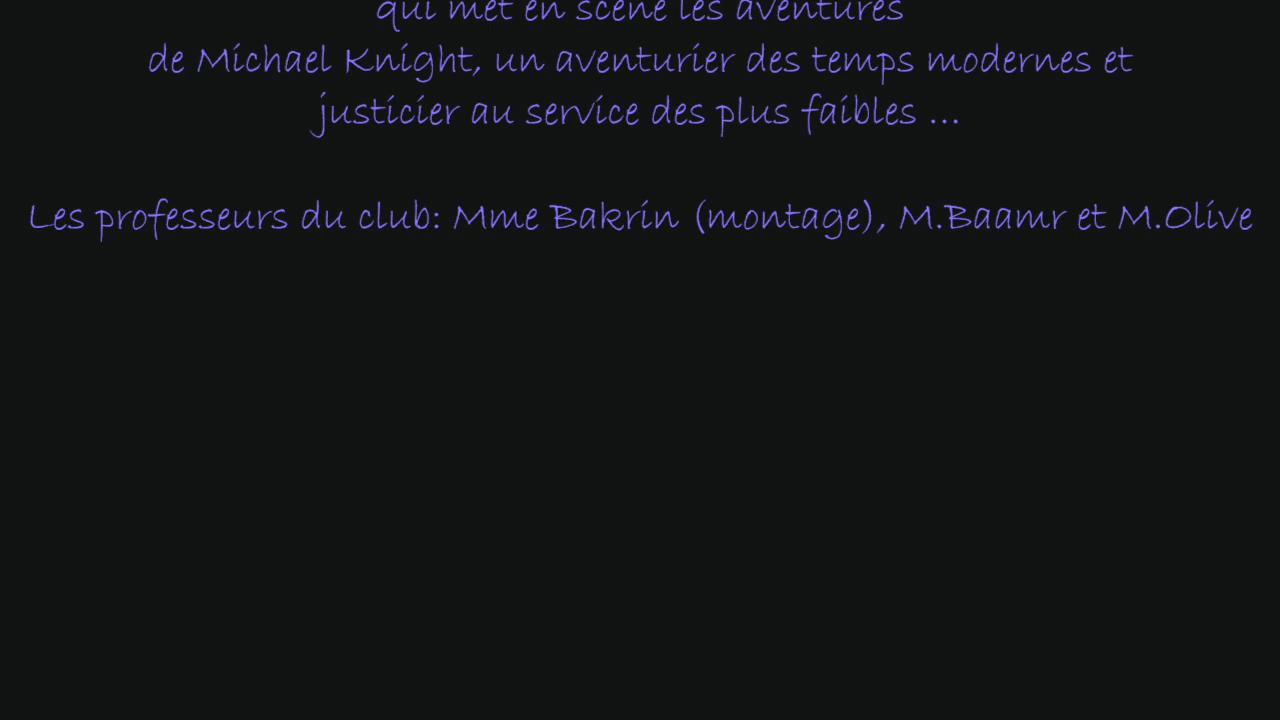 qui met en scène les aventures
de Michael Knight, un aventurier des temps modernes et
justicier au service des plus faibles ...
Les professeurs du club: Mme Bakrin (montage), M.Baamr et M.Olive